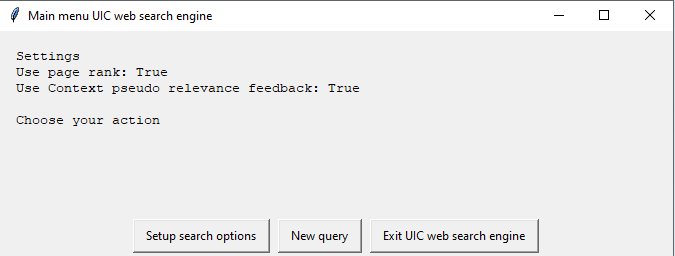 Main menu UIC web search engine
Settings
Use page rank: True
Use Context pseudo relevance feedback: True
Choose your action
Setup search options
New query
Exit UIC web search engine